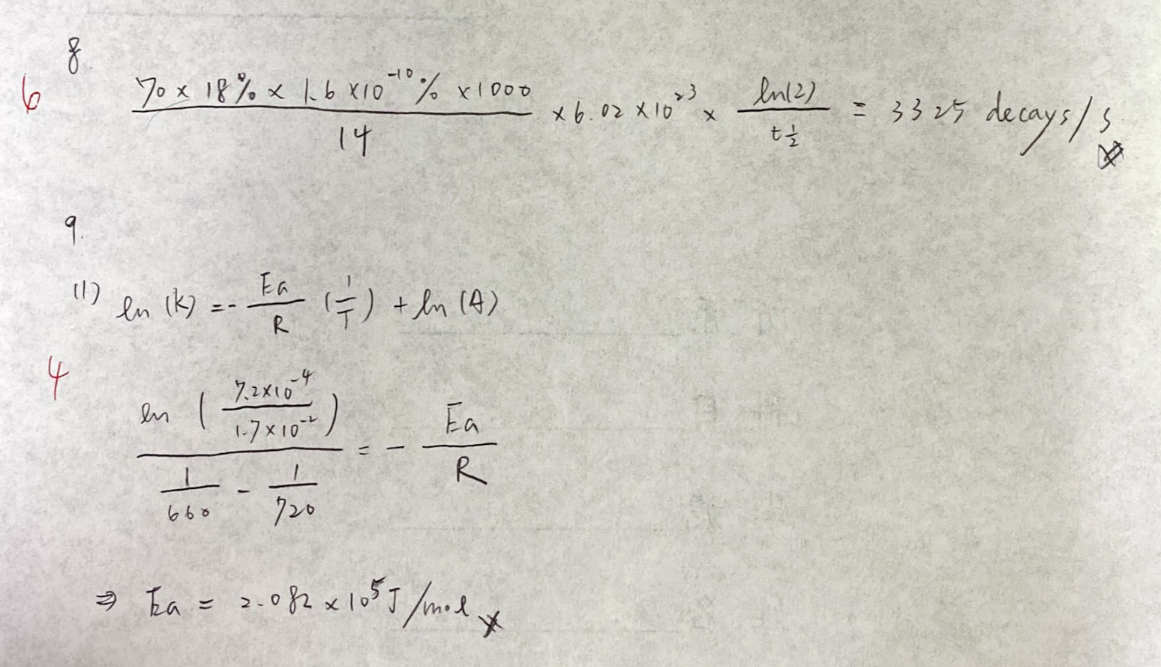 8.
6
70 × 18% × 1.6 × 10^-10 % × 1000 / 14 × 6.02 × 10^23 × ln(2) / t½ = 3325 decays/s
9.
(1) ln (k) = - Ea/R (1/T) + ln (A)
4
ln (7.2×10^-4 / 1.7×10^-2) / (1/660 - 1/720) = - Ea/R
⇒ Ea = 2.082 × 10^5 J/mol